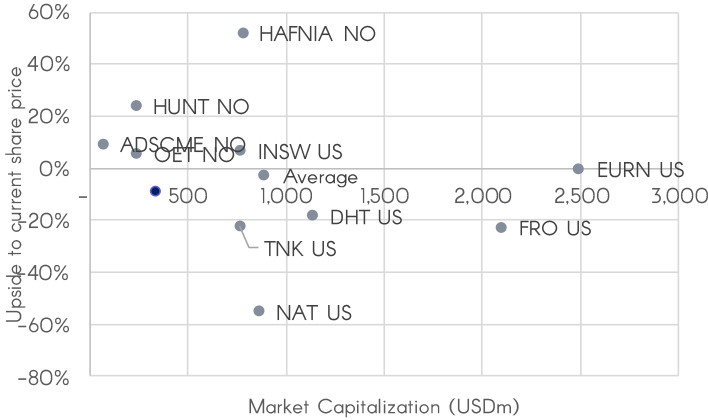 60%
HAFNIA NO
40%
HUNT NO
20%
ADSCME NO
OET NO
INSW US
0%
EURN US
Average
-
500
1,000
1,500
2,000
2,500
3,000
-20%
DHT US
FRO US
TNK US
-40%
NAT US
-60%
-80%
Upside to current share price
Market Capitalization (USDm)